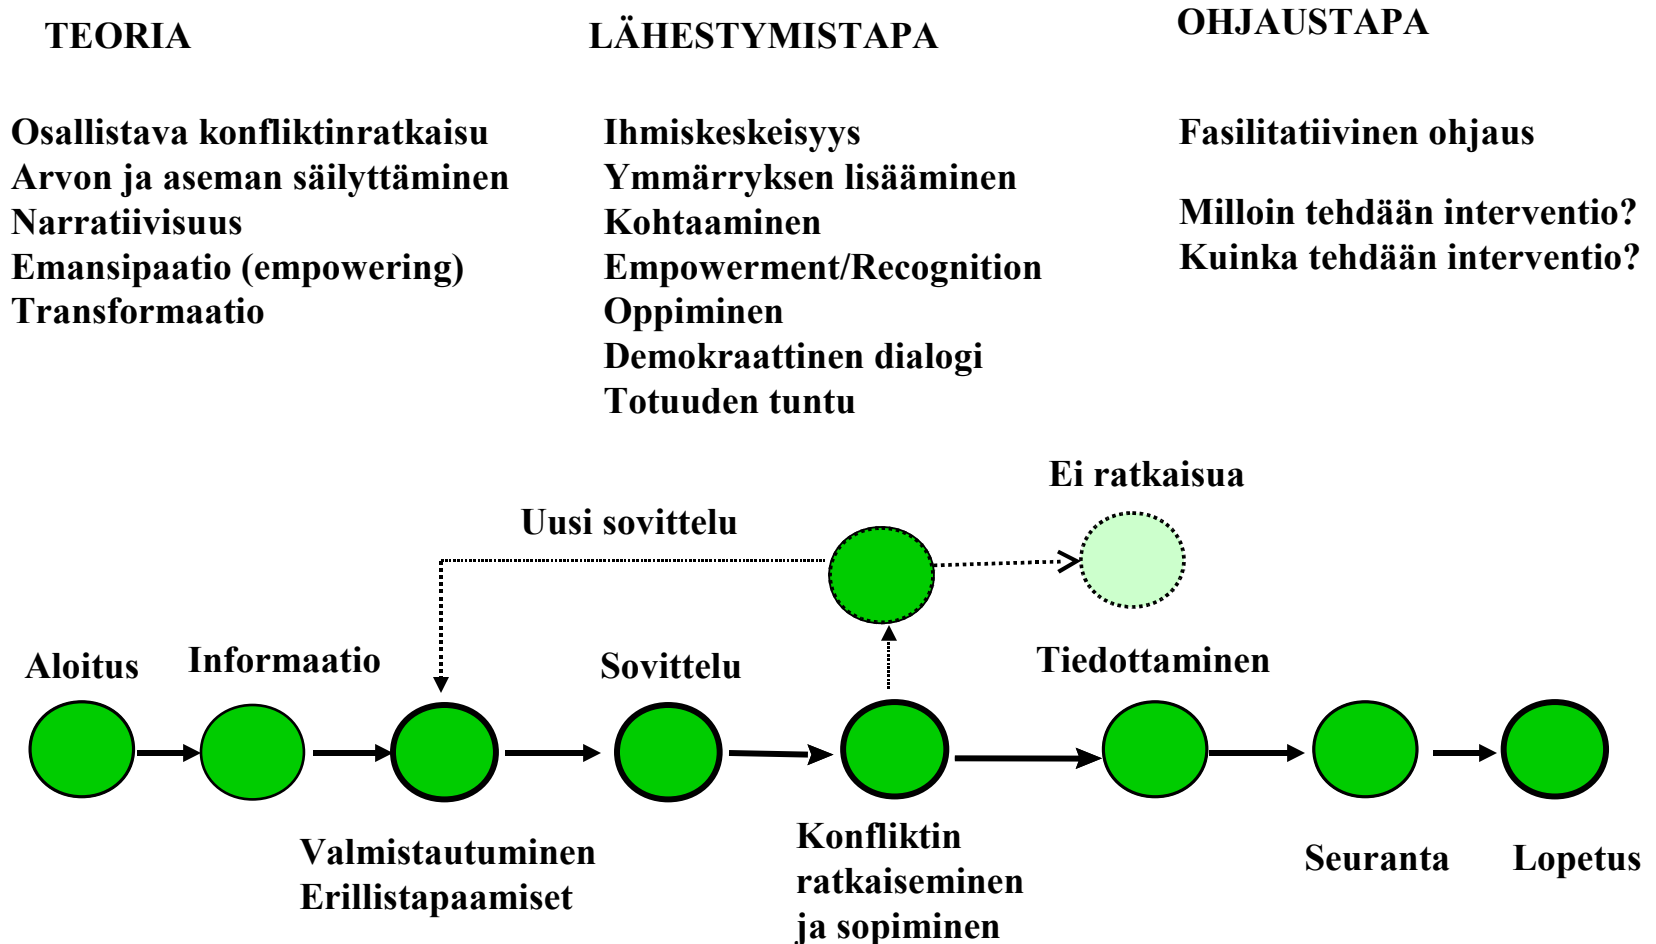 TEORIA
LÄHESTYMISTAPA
OHJAUSTAPA
Osallistava konfliktinratkaisu
Arvon ja aseman säilyttäminen
Narratiivisuus
Emansipaatio (empowering)
Transformaatio
Ihmiskeskeisyys
Ymmärryksen lisääminen
Kohtaaminen
Empowerment/Recognition
Oppiminen
Demokraattinen dialogi
Totuuden tuntu
Fasilitatiivinen ohjaus
Milloin tehdään interventio?
Kuinka tehdään interventio?
Ei ratkaisua
Uusi sovittelu
Aloitus
Informaatio
Sovittelu
Tiedottaminen
Valmistautuminen
Erillistapaamiset
Konfliktin
ratkaiseminen
ja sopiminen
Seuranta
Lopetus